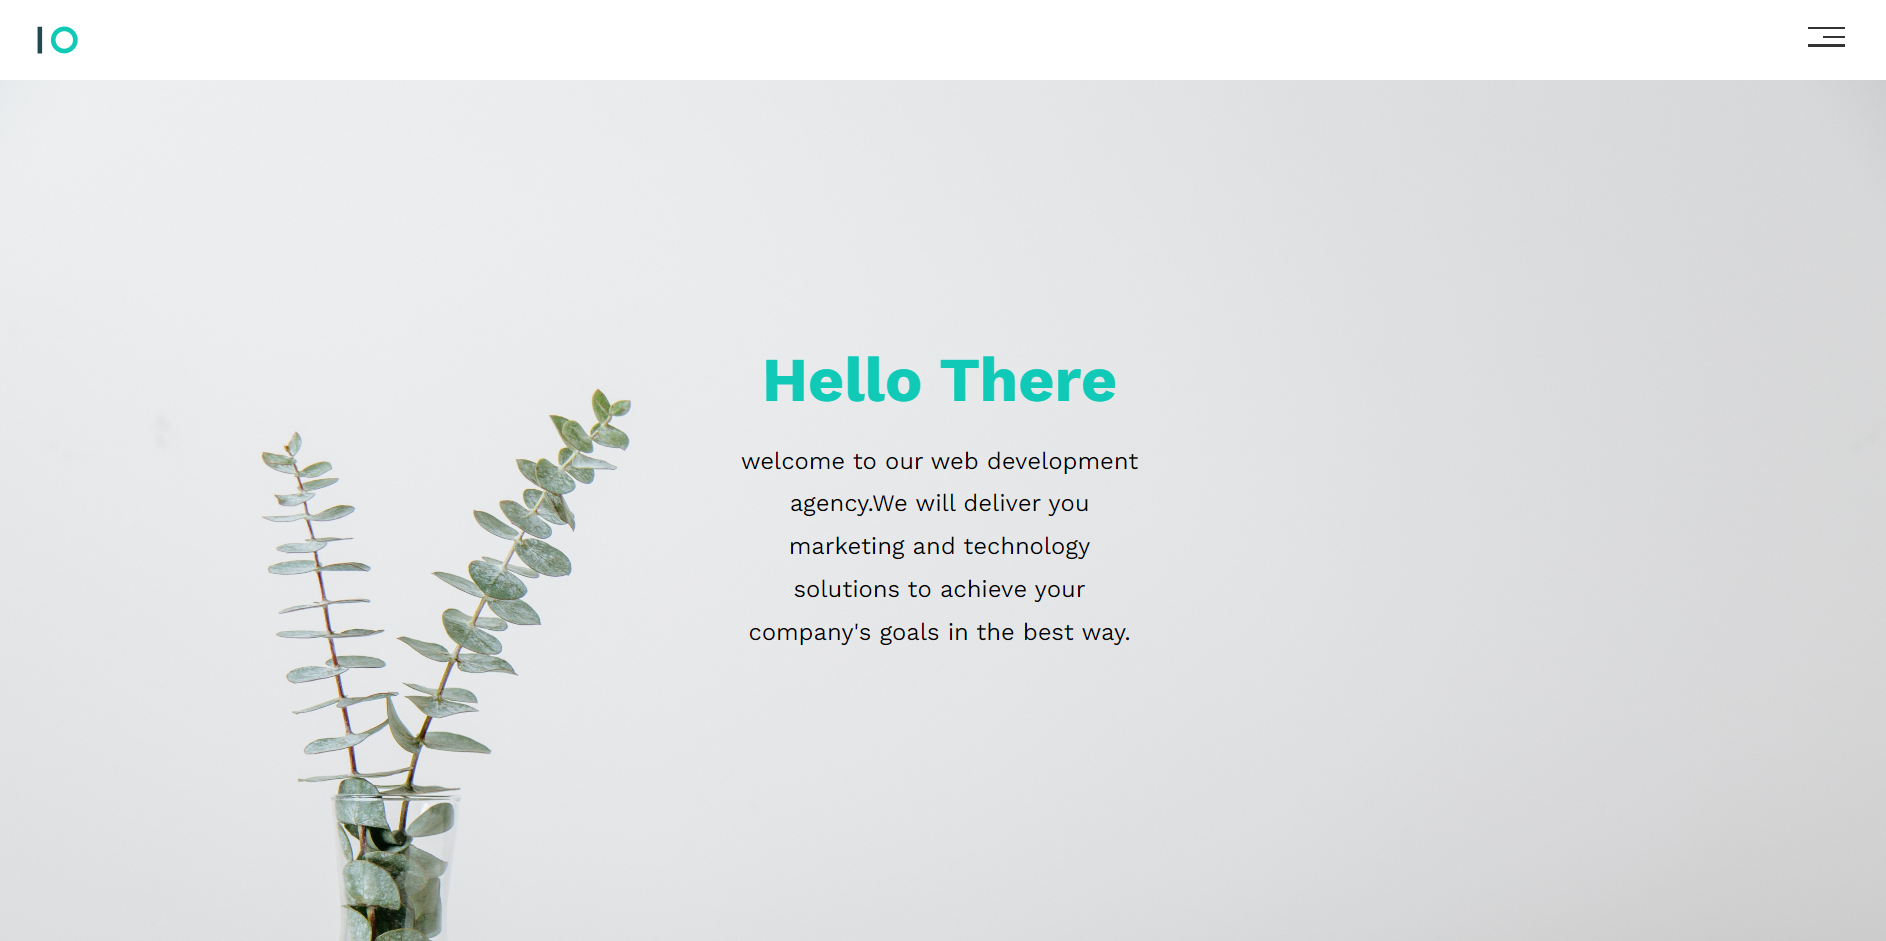 IO
Hello There
welcome to our web development
agency.We will deliver you
marketing and technology
solutions to achieve your
company's goals in the best way.